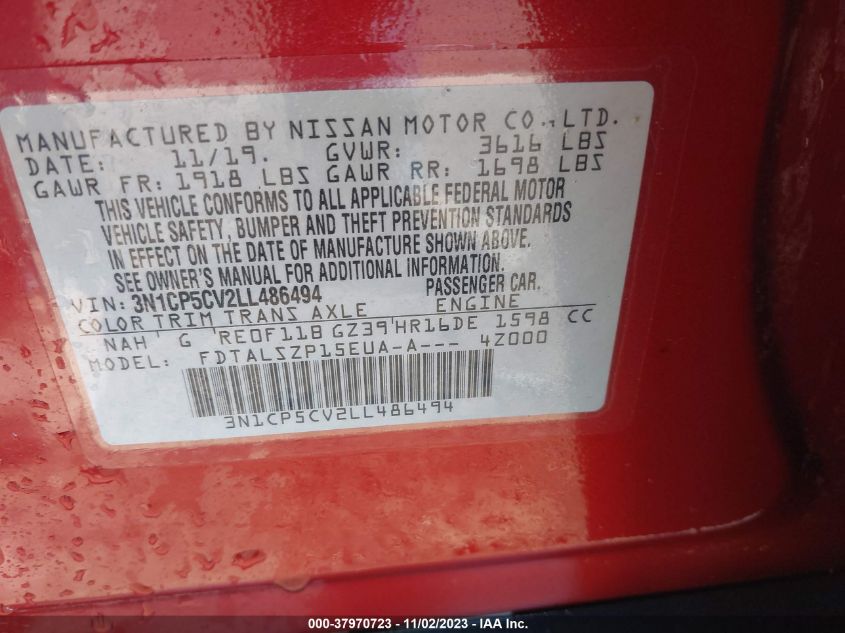 MANUFACTURED BY NISSAN MOTOR CO., LTD.
DATE: 11/19. GVWR: 3616 LBS
GAWR FR: 1918 LBS GAWR RR: 1698 LBS
THIS VEHICLE CONFORMS TO ALL APPLICABLE FEDERAL MOTOR
VEHICLE SAFETY, BUMPER AND THEFT PREVENTION STANDARDS
IN EFFECT ON THE DATE OF MANUFACTURE SHOWN ABOVE.
SEE OWNER'S MANUAL FOR ADDITIONAL INFORMATION.
VIN: 3N1CP5CV2LL486494 PASSENGER CAR.
COLOR TRIM TRANS AXLE ENGINE
NAH G RE0F11B GZ39 HR16DE 1598 CC
MODEL: FDTALSZP15EUA-A--- 4Z000
3N1CP5CV2LL486494
000-37970723 - 11/02/2023 - IAA Inc.